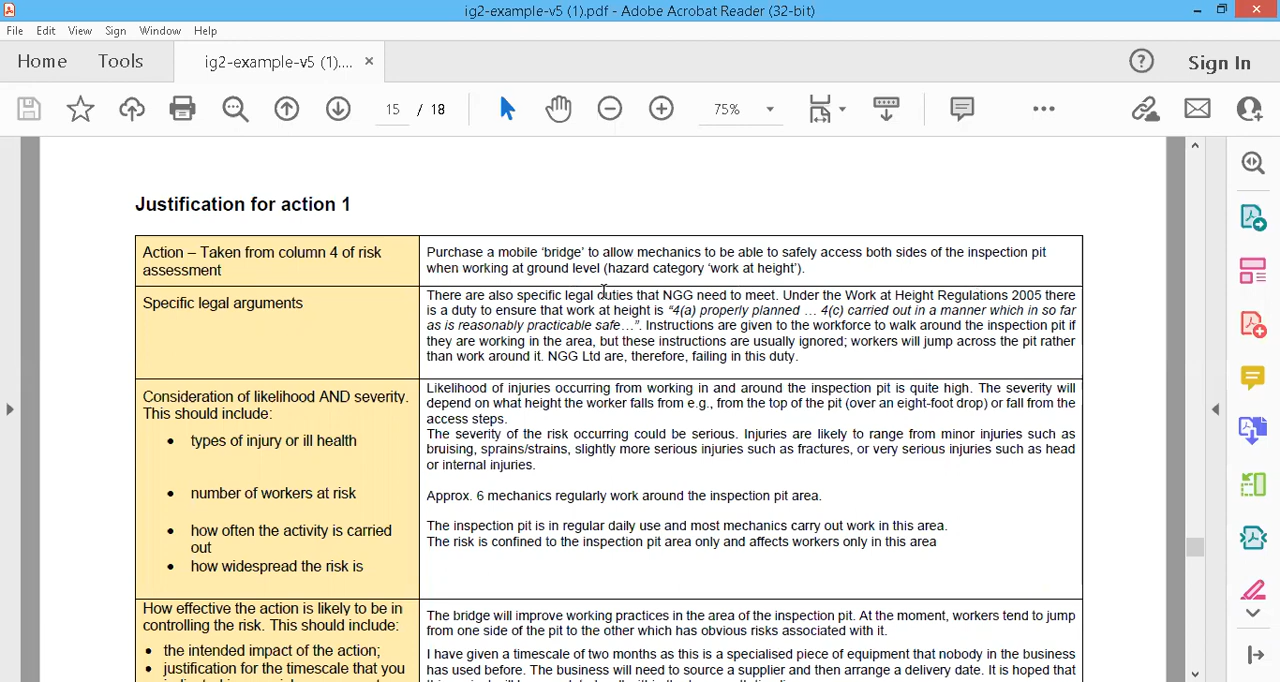 ig2-example-v5 (1).pdf - Adobe Acrobat Reader (32-bit)
File Edit View Sign Window Help
Home Tools ig2-example-v5 (1).... × ? Sign In
15 / 18 75%
Justification for action 1
Action – Taken from column 4 of risk
assessment
Purchase a mobile ‘bridge’ to allow mechanics to be able to safely access both sides of the inspection pit
when working at ground level (hazard category ‘work at height’).
Specific legal arguments
There are also specific legal duties that NGG need to meet. Under the Work at Height Regulations 2005 there
is a duty to ensure that work at height is “4(a) properly planned … 4(c) carried out in a manner which in so far
as is reasonably practicable safe…”. Instructions are given to the workforce to walk around the inspection pit if
they are working in the area, but these instructions are usually ignored; workers will jump across the pit rather
than work around it. NGG Ltd are, therefore, failing in this duty.
Consideration of likelihood AND severity.
This should include:
• types of injury or ill health
• number of workers at risk
• how often the activity is carried
out
• how widespread the risk is
Likelihood of injuries occurring from working in and around the inspection pit is quite high. The severity will
depend on what height the worker falls from e.g., from the top of the pit (over an eight-foot drop) or fall from the
access steps.
The severity of the risk occurring could be serious. Injuries are likely to range from minor injuries such as
bruising, sprains/strains, slightly more serious injuries such as fractures, or very serious injuries such as head
or internal injuries.
Approx. 6 mechanics regularly work around the inspection pit area.
The inspection pit is in regular daily use and most mechanics carry out work in this area.
The risk is confined to the inspection pit area only and affects workers only in this area
How effective the action is likely to be in
controlling the risk. This should include:
• the intended impact of the action;
• justification for the timescale that you
The bridge will improve working practices in the area of the inspection pit. At the moment, workers tend to jump
from one side of the pit to the other which has obvious risks associated with it.
I have given a timescale of two months as this is a specialised piece of equipment that nobody in the business
has used before. The business will need to source a supplier and then arrange a delivery date. It is hoped that